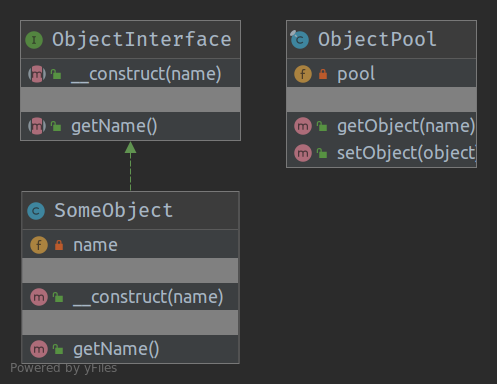 ObjectInterface
__construct(name)
getName()
ObjectPool
pool
getObject(name)
setObject(object
SomeObject
name
__construct(name)
getName()
Powered by yFiles